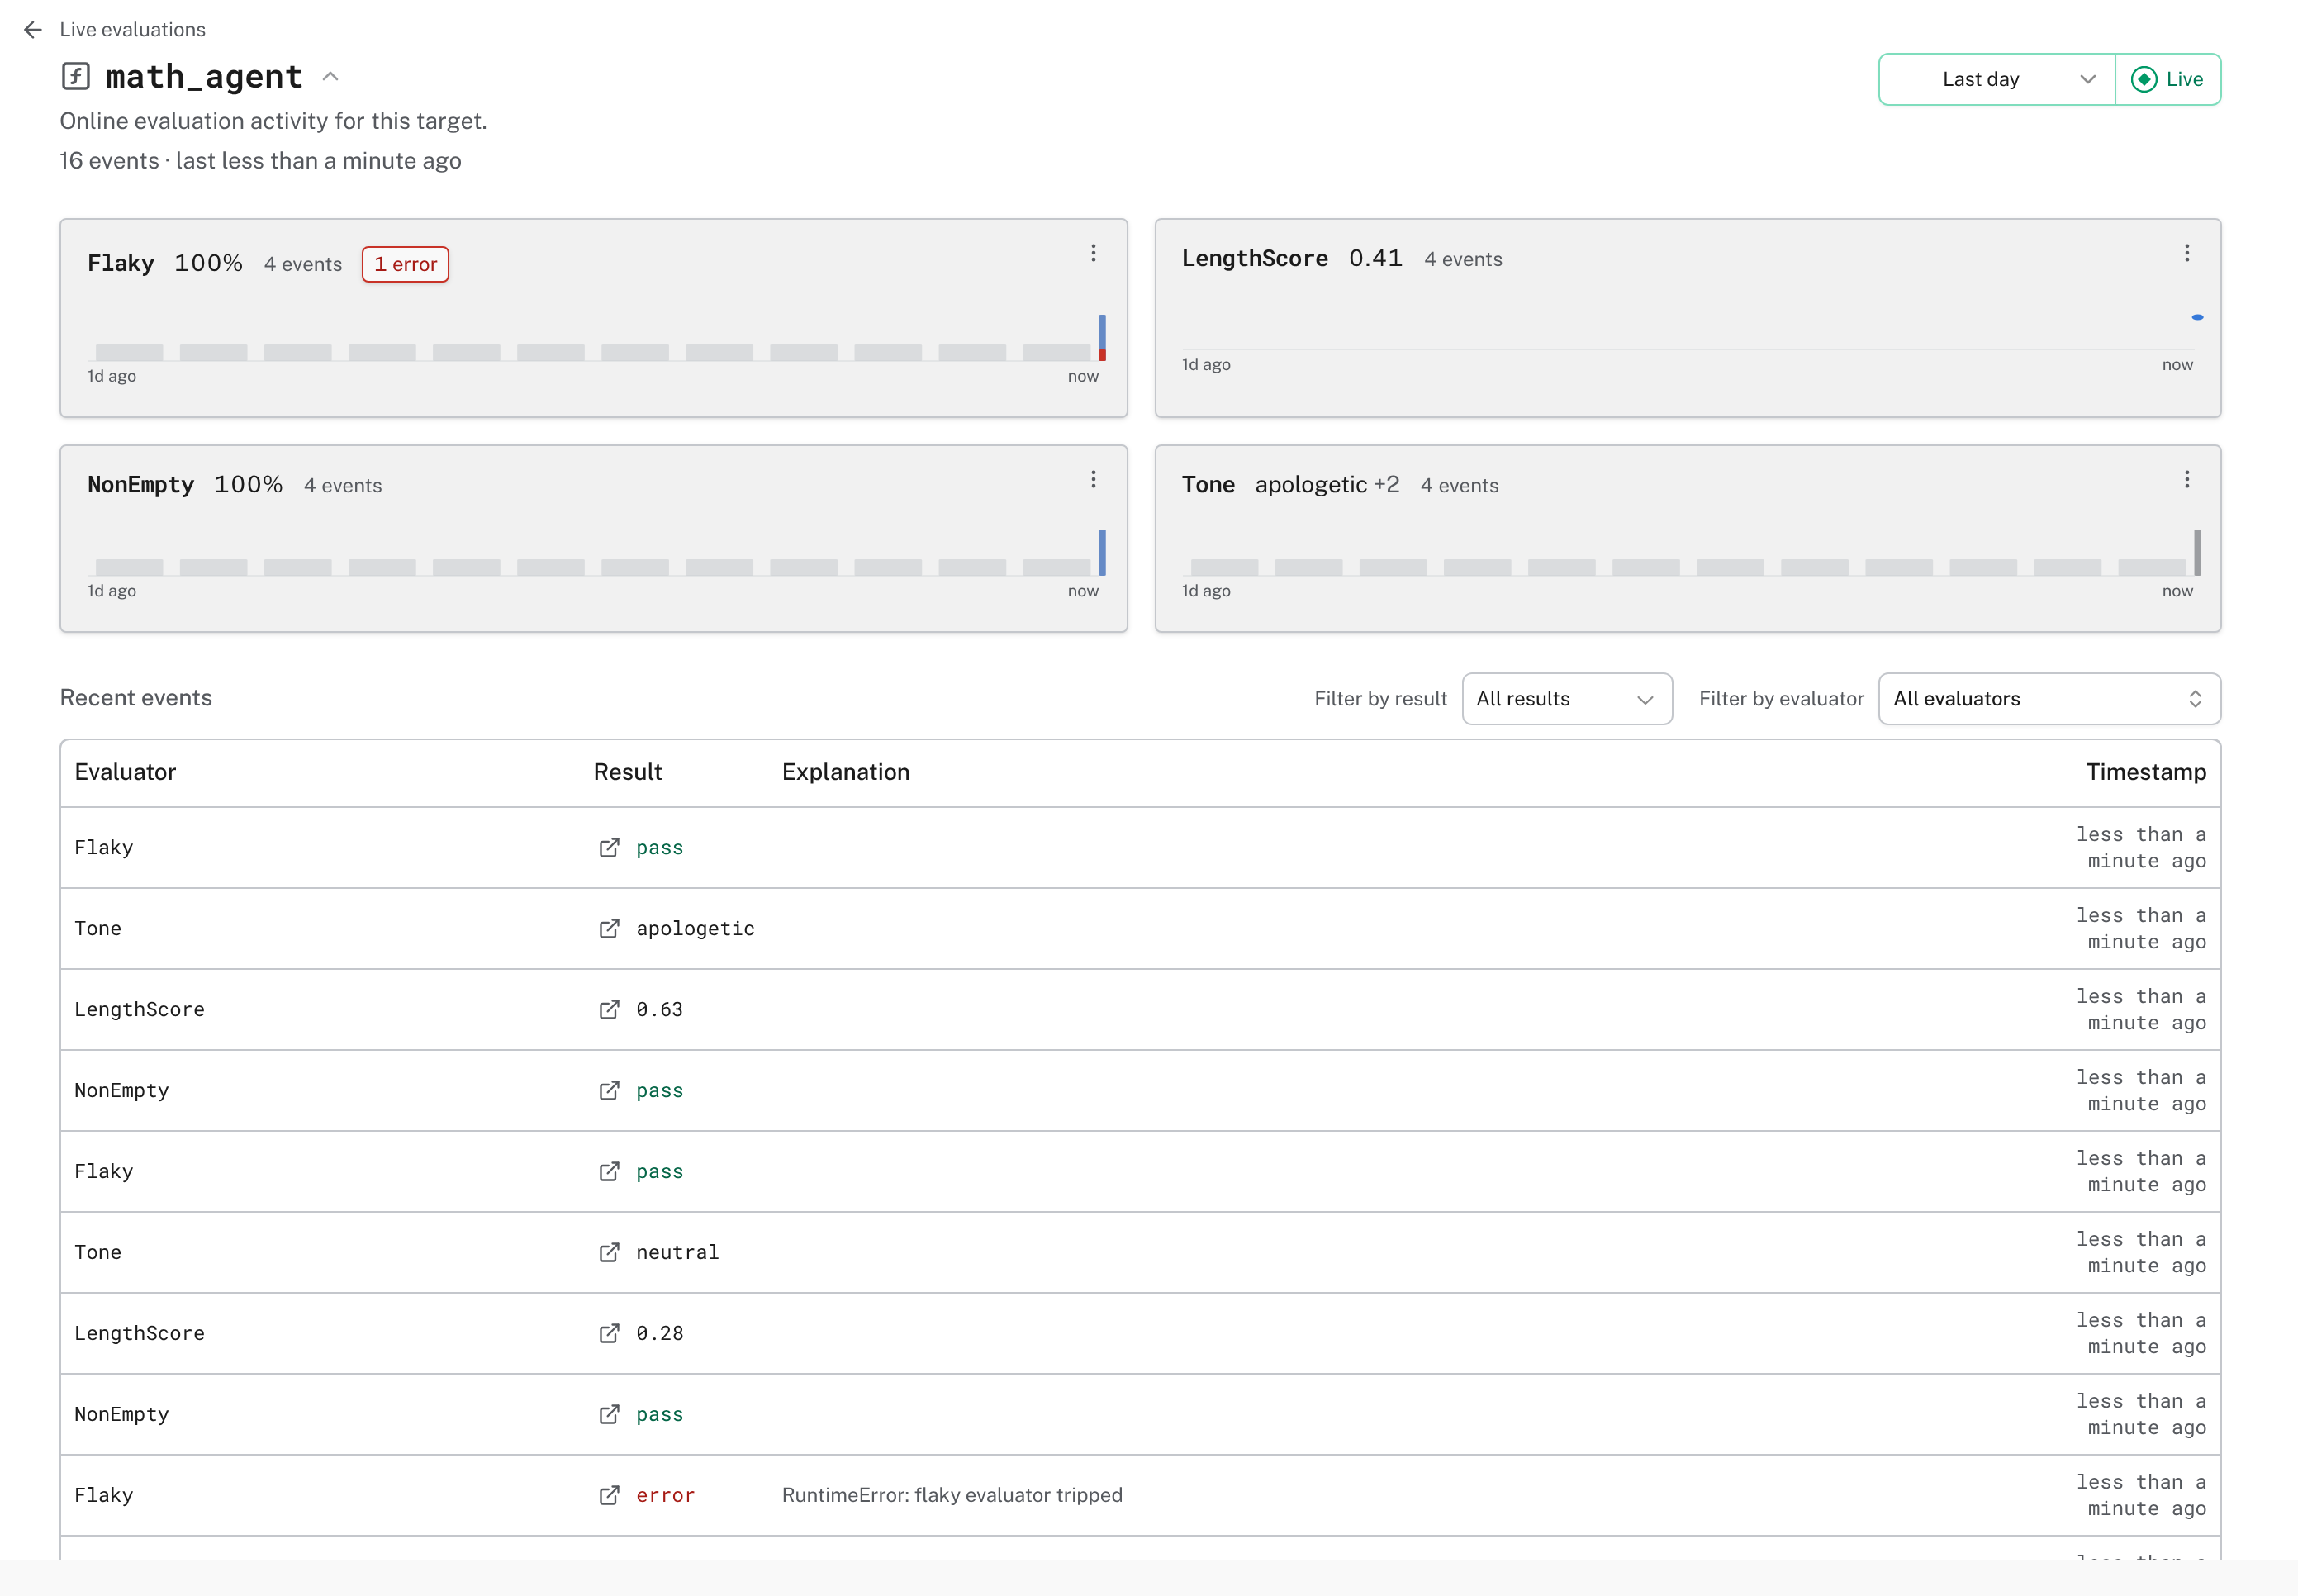 Live evaluations
math_agent
Last day
Live
Online evaluation activity for this target.
16 events · last less than a minute ago
Flaky 100% 4 events 1 error
1d ago now
LengthScore 0.41 4 events
1d ago now
NonEmpty 100% 4 events
1d ago now
Tone apologetic +2 4 events
1d ago now
Recent events
Filter by result All results Filter by evaluator All evaluators
Evaluator Result Explanation Timestamp
Flaky pass less than a
minute ago
Tone apologetic less than a
minute ago
LengthScore 0.63 less than a
minute ago
NonEmpty pass less than a
minute ago
Flaky pass less than a
minute ago
Tone neutral less than a
minute ago
LengthScore 0.28 less than a
minute ago
NonEmpty pass less than a
minute ago
Flaky error RuntimeError: flaky evaluator tripped less than a
minute ago